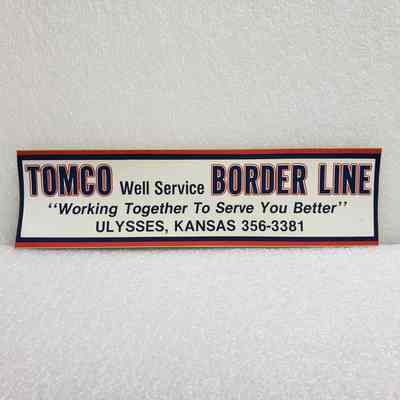 TOMCO Well Service BORDER LINE
"Working Together To Serve You Better"
ULYSSES, KANSAS 356-3381